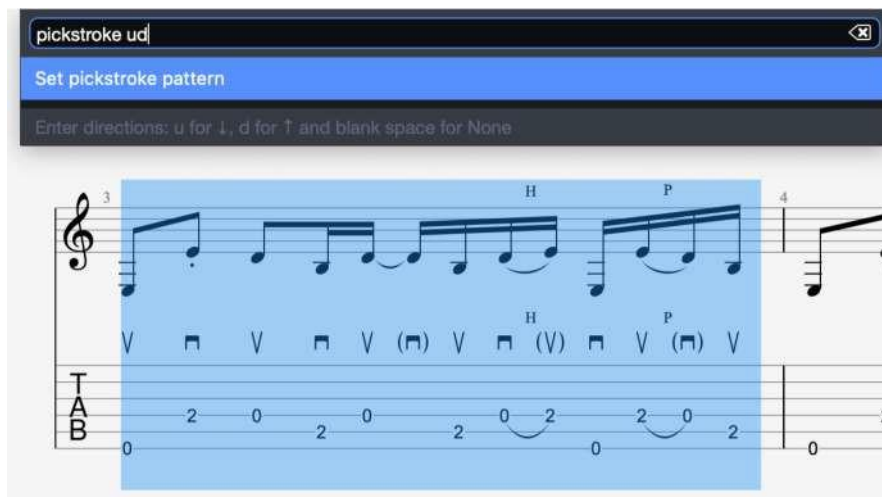 pickstroke ud
Set pickstroke pattern
Enter directions: u for ↓, d for ↑ and blank space for None
3 H P 4
H P
T
A 2 0 0 0 2 2 0
B 2 2 2
0 0 0